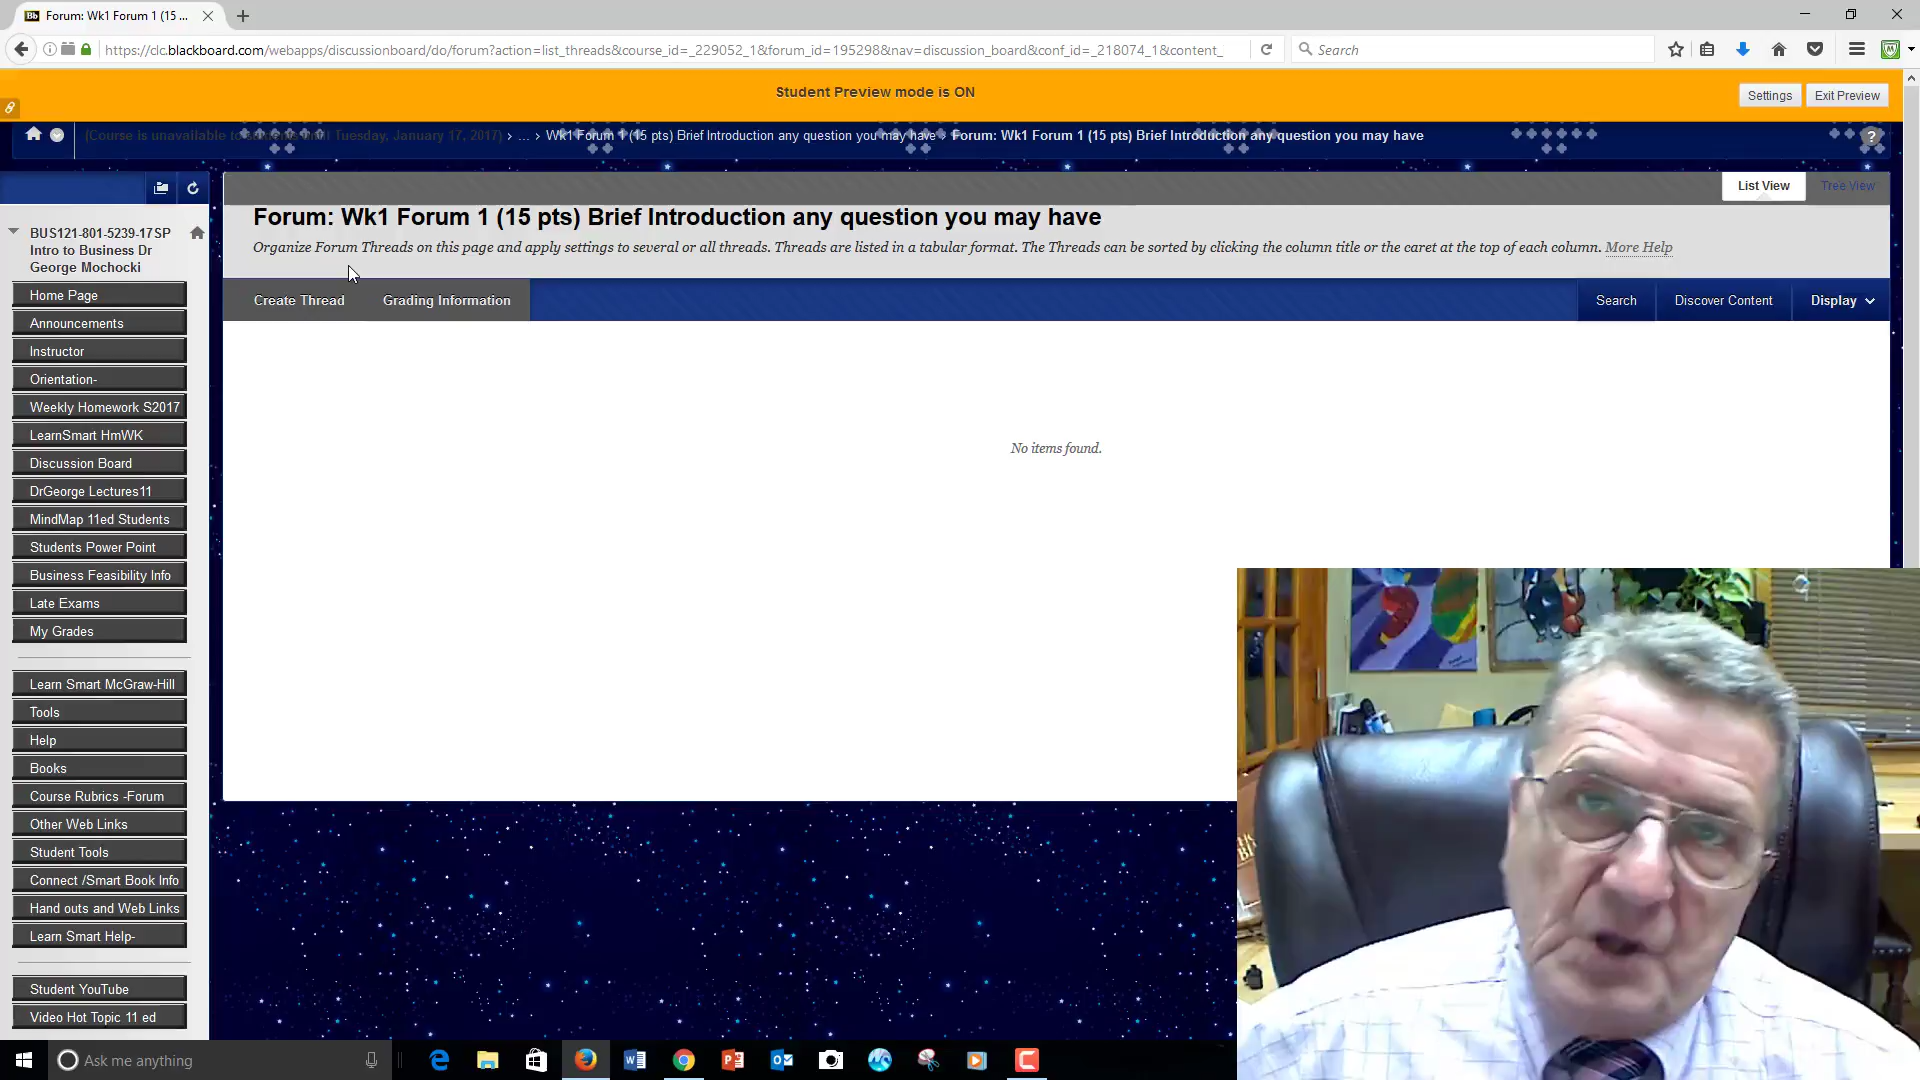 Forum: Wk1 Forum 1 (15 ...
https://clc.blackboard.com/webapps/discussionboard/do/forum?action=list_threads&course_id=_229052_1&forum_id=195298&nav=discussion_board&conf_id=_218074_1&content_
Search
Student Preview mode is ON
Settings
Exit Preview
(Course is unavailable to students until Tuesday, January 17, 2017) > ... > Wk1 Forum 1 (15 pts) Brief Introduction any question you may have > Forum: Wk1 Forum 1 (15 pts) Brief Introduction any question you may have
?
List View
Tree View
Forum: Wk1 Forum 1 (15 pts) Brief Introduction any question you may have
Organize Forum Threads on this page and apply settings to several or all threads. Threads are listed in a tabular format. The Threads can be sorted by clicking the column title or the caret at the top of each column. More Help
Create Thread
Grading Information
Search
Discover Content
Display
No items found.
BUS121-801-5239-17SP
Intro to Business Dr
George Mochocki
Home Page
Announcements
Instructor
Orientation-
Weekly Homework S2017
LearnSmart HmWK
Discussion Board
DrGeorge Lectures11
MindMap 11ed Students
Students Power Point
Business Feasibility Info
Late Exams
My Grades
Learn Smart McGraw-Hill
Tools
Help
Books
Course Rubrics -Forum
Other Web Links
Student Tools
Connect /Smart Book Info
Hand outs and Web Links
Learn Smart Help-
Student YouTube
Video Hot Topic 11 ed
Ask me anything